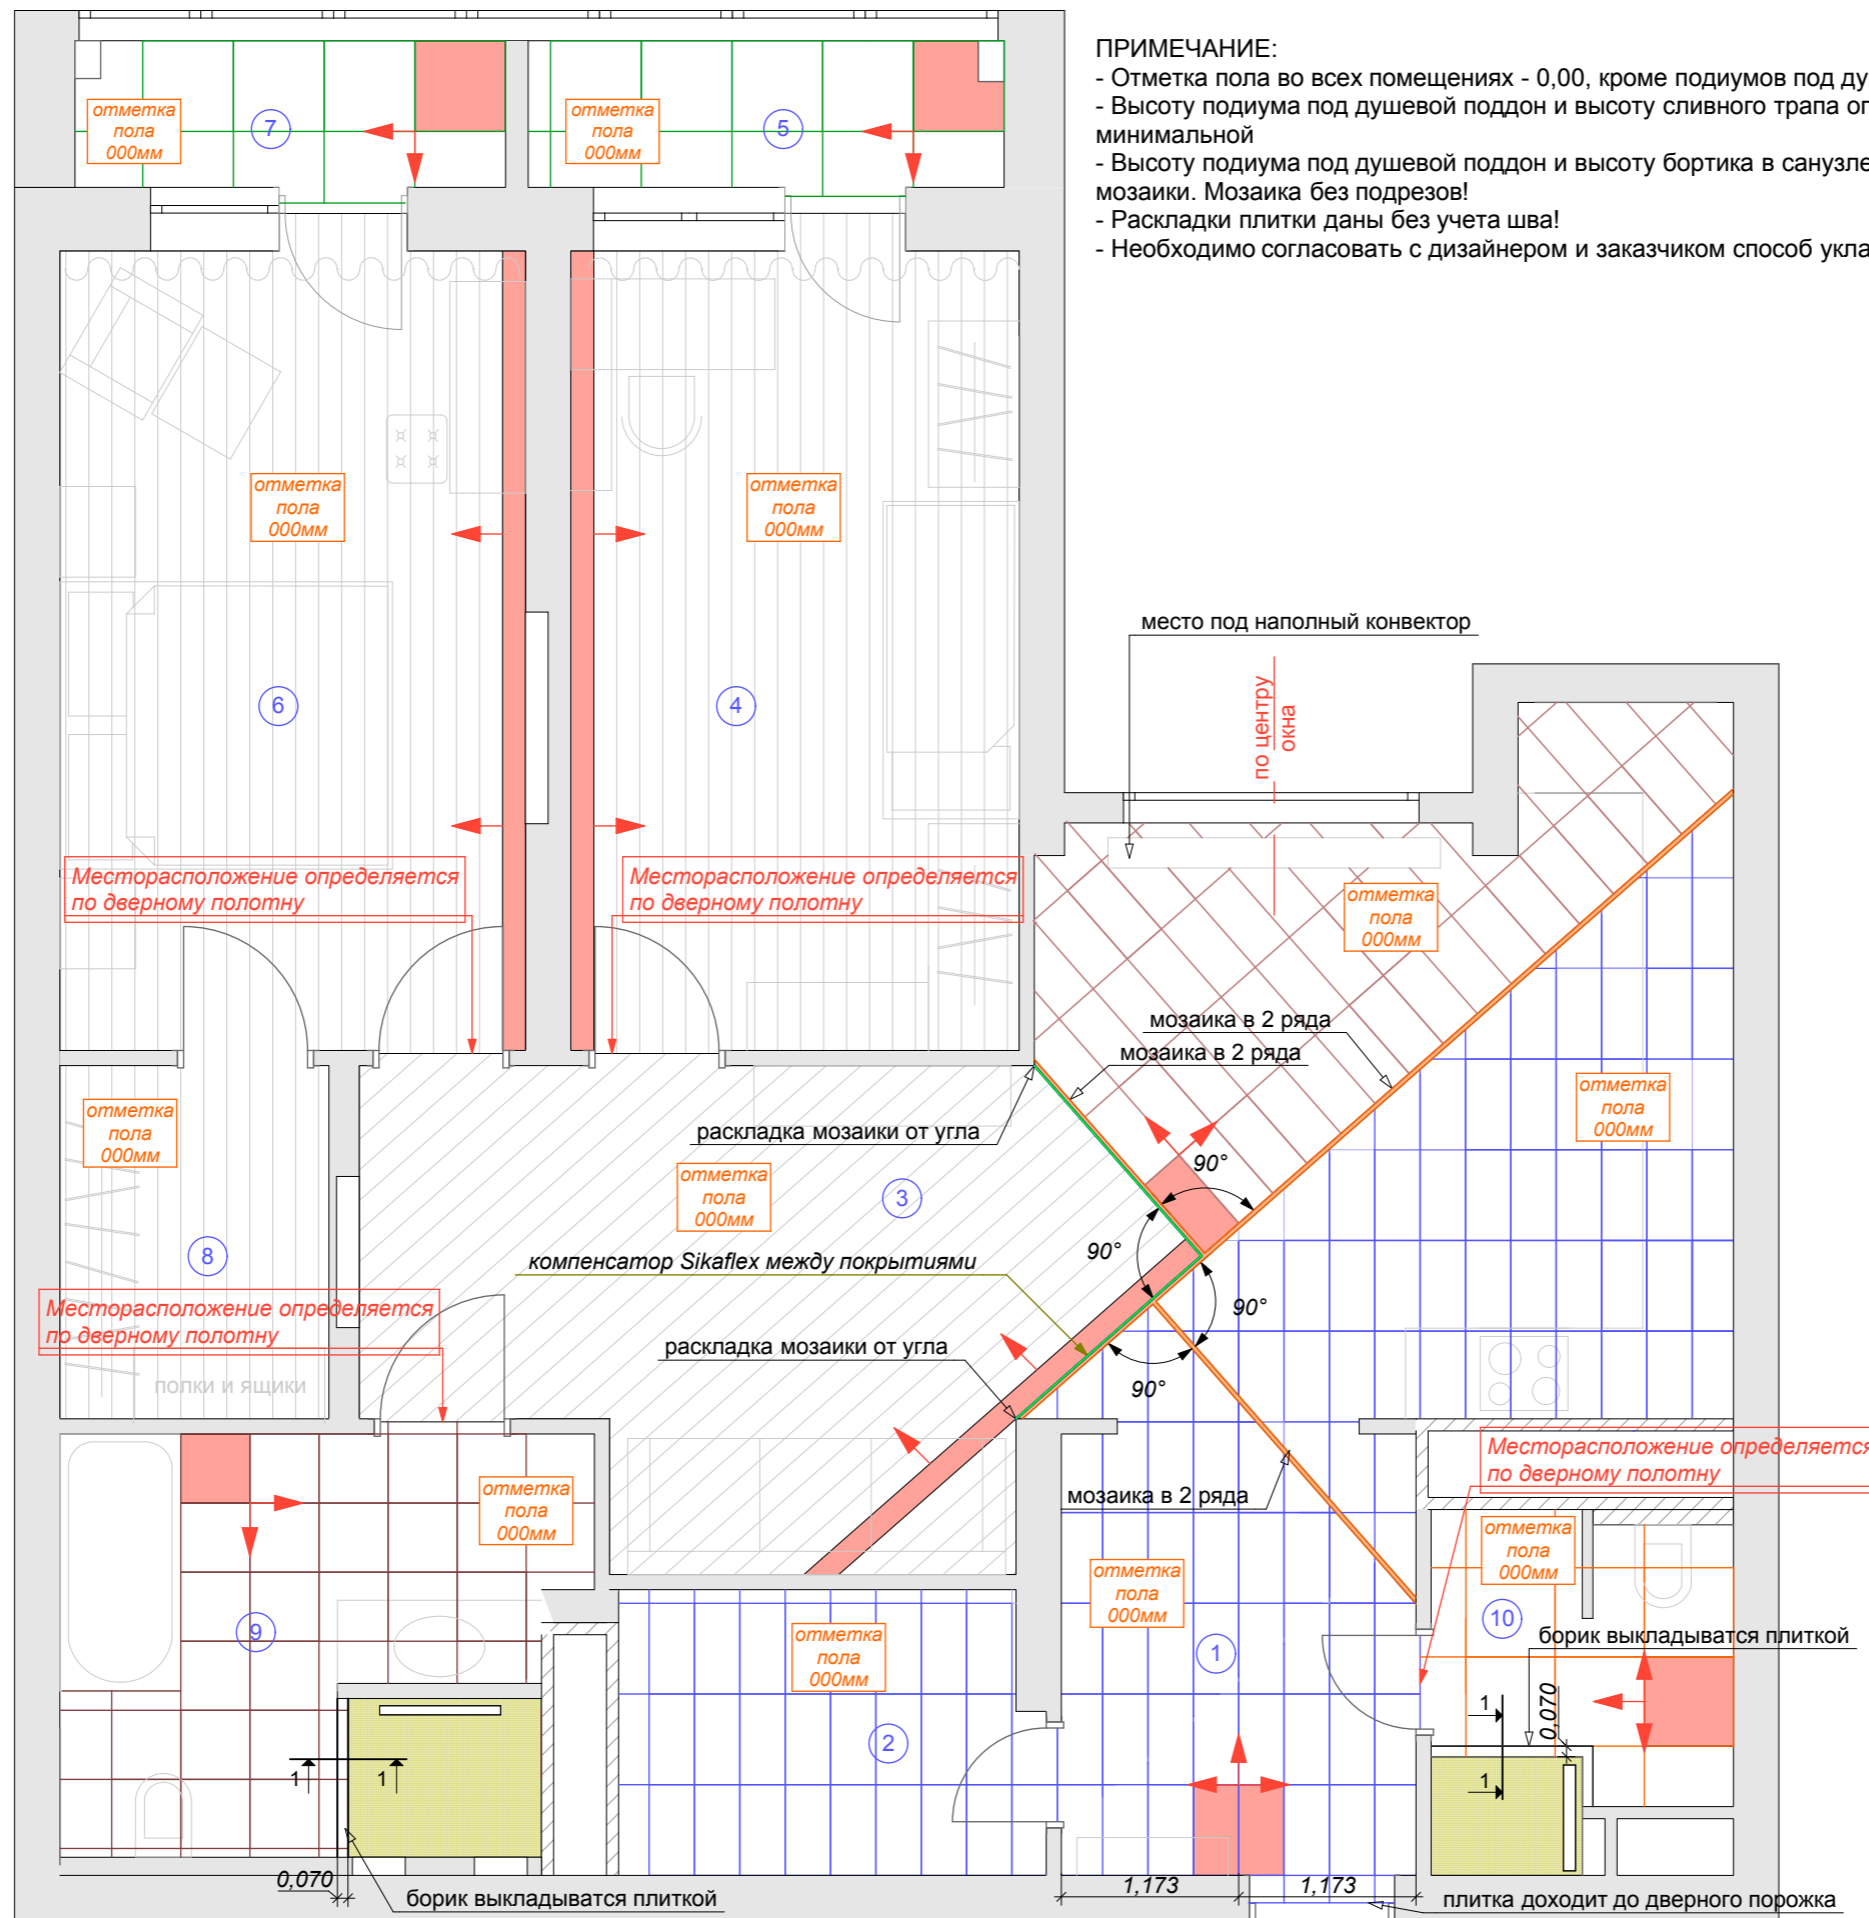 ПРИМЕЧАНИЕ:
- Отметка пола во всех помещениях - 0,00, кроме подиумов под ду
- Высоту подиума под душевой поддон и высоту сливного трапа оп
минимальной
- Высоту подиума под душевой поддон и высоту бортика в санузле
мозаики. Мозаика без подрезов!
- Раскладки плитки даны без учета шва!
- Необходимо согласовать с дизайнером и заказчиком способ укла
отметка
пола
000мм
7
отметка
пола
000мм
5
отметка
пола
000мм
отметка
пола
000мм
место под наполный конвектор
6
4
по центру
окна
Месторасположение определяется
по дверному полотну
Месторасположение определяется
по дверному полотну
отметка
пола
000мм
мозаика в 2 ряда
мозаика в 2 ряда
отметка
пола
000мм
отметка
пола
000мм
раскладка мозаики от угла
90°
отметка
пола
000мм
3
8
90°
компенсатор Sikaflex между покрытиями
Месторасположение определяется
по дверному полотну
90°
раскладка мозаики от угла
90°
полки и ящики
Месторасположение определяется
по дверному полотну
мозаика в 2 ряда
отметка
пола
000мм
отметка
пола
000мм
отметка
пола
000мм
9
отметка
пола
000мм
1
10
борик выкладыватся плиткой
2
1
1
1
1
0,070
0,070
борик выкладыватся плиткой
1,173
1,173
плитка доходит до дверного порожка